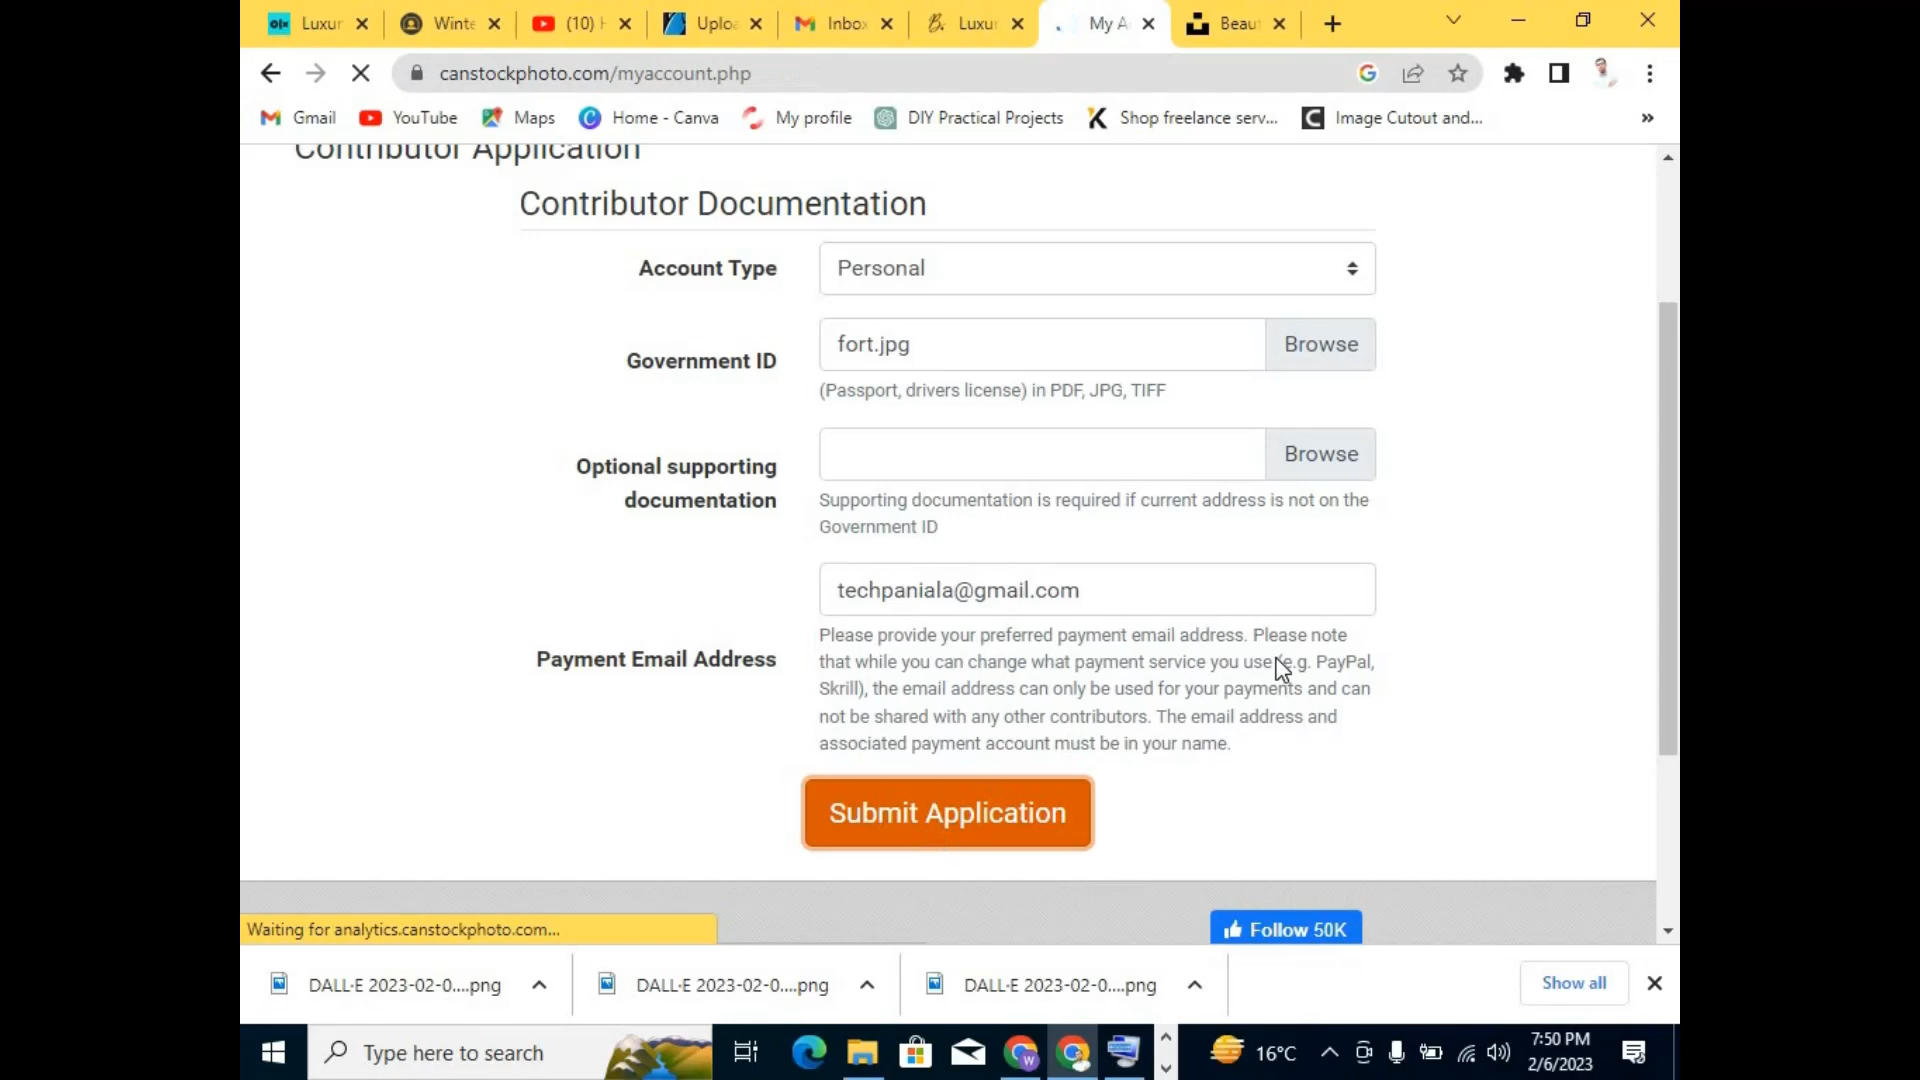 Luxur
Winte
(10) H
Uploa
Inbox
Luxur
My A
Beaut
canstockphoto.com/myaccount.php
Gmail
YouTube
Maps
Home - Canva
My profile
DIY Practical Projects
Shop freelance serv...
Image Cutout and...
Contributor Application
Contributor Documentation
Account Type
Personal
Government ID
fort.jpg
Browse
(Passport, drivers license) in PDF, JPG, TIFF
Optional supporting
documentation
Browse
Supporting documentation is required if current address is not on the
Government ID
Payment Email Address
techpaniala@gmail.com
Please provide your preferred payment email address. Please note
that while you can change what payment service you use (e.g. PayPal,
Skrill), the email address can only be used for your payments and can
not be shared with any other contributors. The email address and
associated payment account must be in your name.
Submit Application
Waiting for analytics.canstockphoto.com...
Follow 50K
DALL·E 2023-02-0....png
DALL·E 2023-02-0....png
DALL·E 2023-02-0....png
Show all
Type here to search
16°C
7:50 PM
2/6/2023